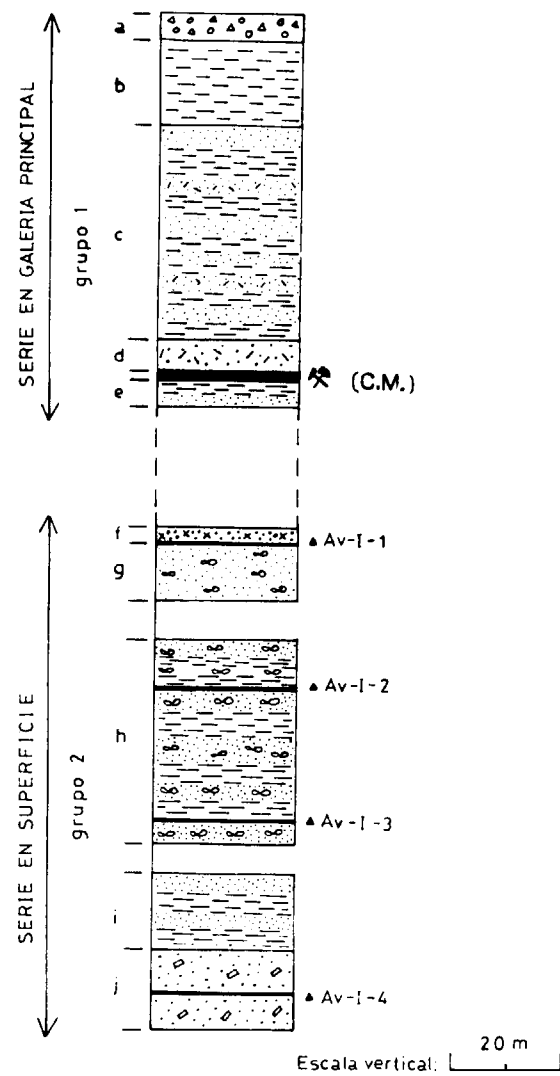 SERIE EN GALERIA PRINCIPAL
grupo 1
a
b
c
d
e
(C.M.)
SERIE EN SUPERFICIE
grupo 2
f
g
h
i
j
Av-I-1
Av-I-2
Av-I-3
Av-I-4
20 m
Escala vertical: